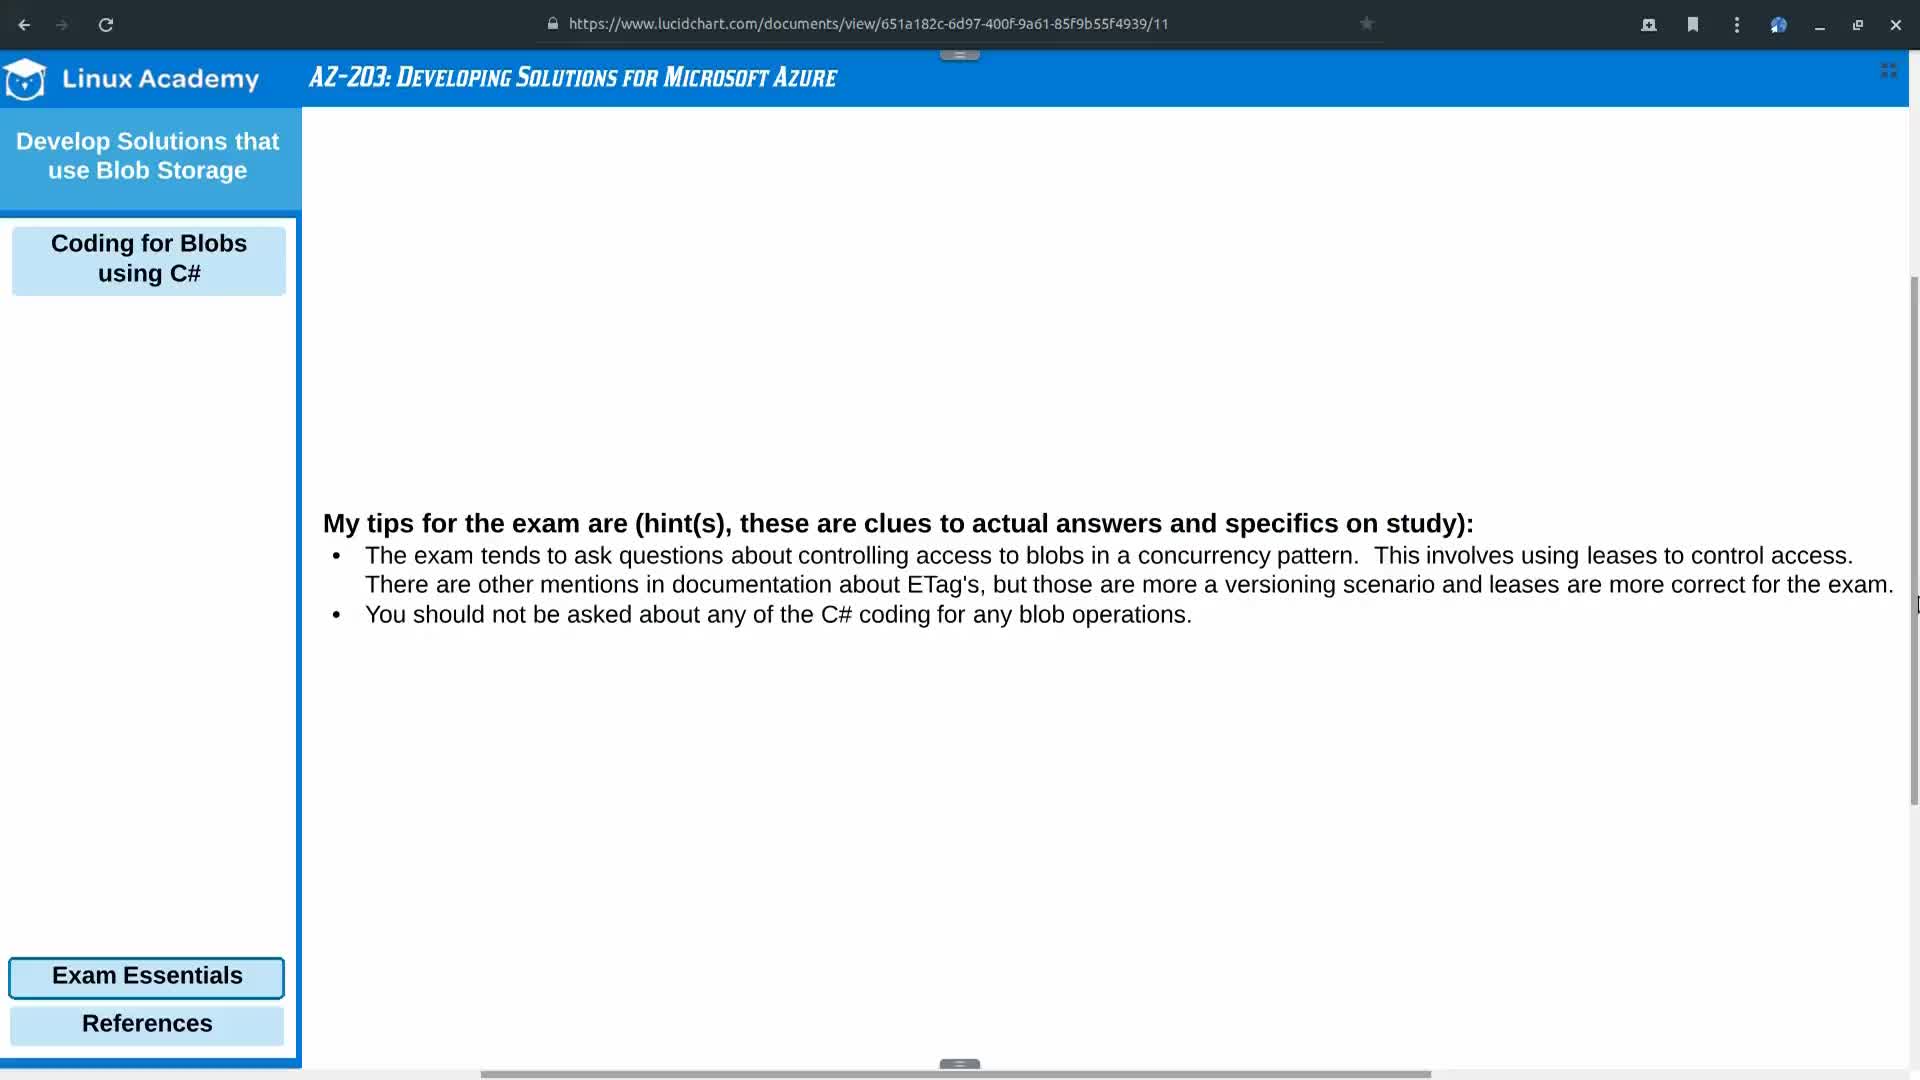 https://www.lucidchart.com/documents/view/651a182c-6d97-400f-9a61-85f9b55f4939/11
Linux Academy
AZ-203: Developing Solutions for Microsoft Azure
Develop Solutions that
use Blob Storage
Coding for Blobs
using C#
My tips for the exam are (hint(s), these are clues to actual answers and specifics on study):
• The exam tends to ask questions about controlling access to blobs in a concurrency pattern.  This involves using leases to control access.
There are other mentions in documentation about ETag's, but those are more a versioning scenario and leases are more correct for the exam.
• You should not be asked about any of the C# coding for any blob operations.
Exam Essentials
References